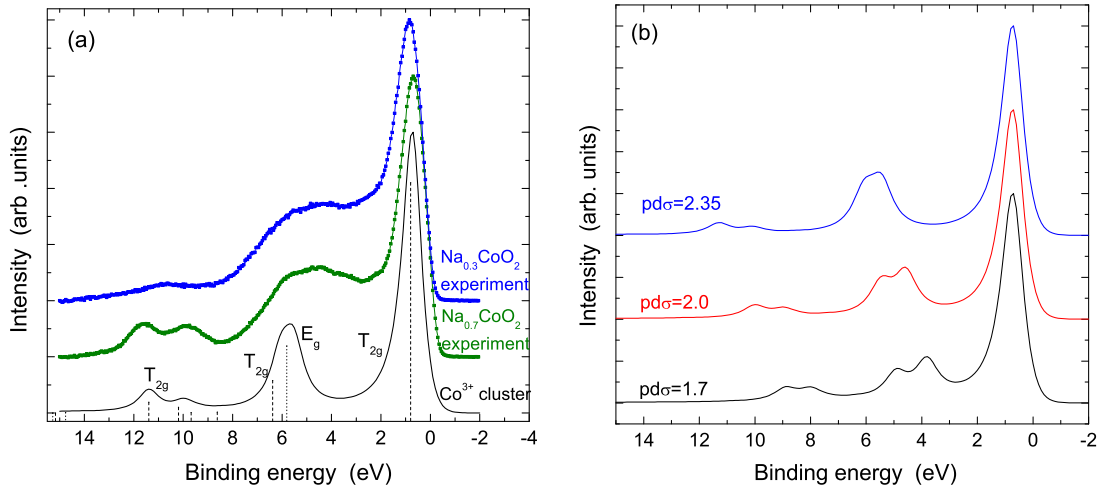 (a)
Intensity (arb .units)
Na0.3CoO2
experiment
Na0.7CoO2
experiment
T2g
T2g
Eg
T2g
Co3+ cluster
14 12 10 8 6 4 2 0 -2 -4
Binding energy (eV)
(b)
Intensity (arb. units)
pdσ=2.35
pdσ=2.0
pdσ=1.7
14 12 10 8 6 4 2 0 -2
Binding energy (eV)